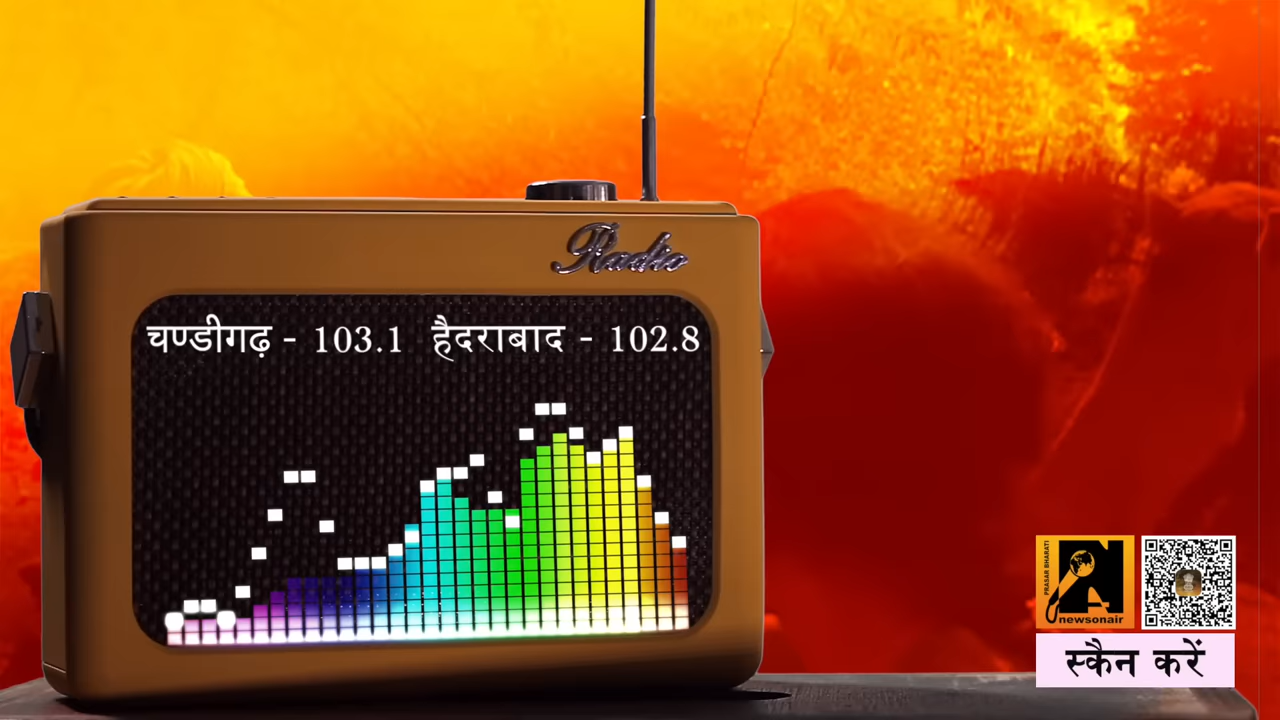 Radio
चण्डीगढ़ - 103.1 हैदराबाद - 102.8
PRASAR BHARATI
newsonair
स्कैन करें